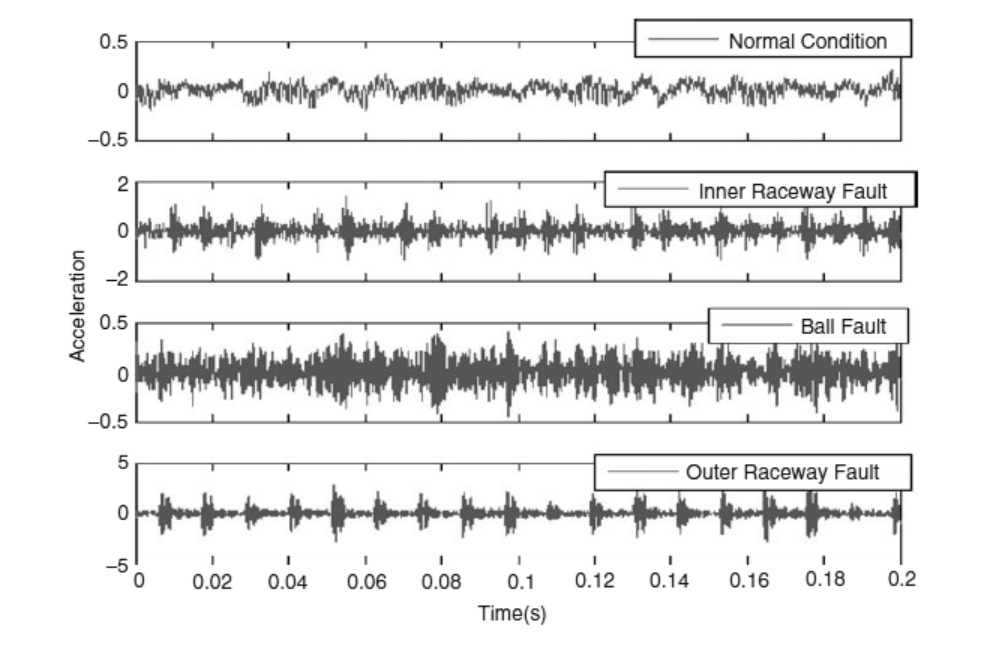 Normal Condition
0.5
0
−0.5
Inner Raceway Fault
2
0
−2
Acceleration
Ball Fault
0.5
0
−0.5
Outer Raceway Fault
5
0
−5
0 0.02 0.04 0.06 0.08 0.1 0.12 0.14 0.16 0.18 0.2
Time(s)